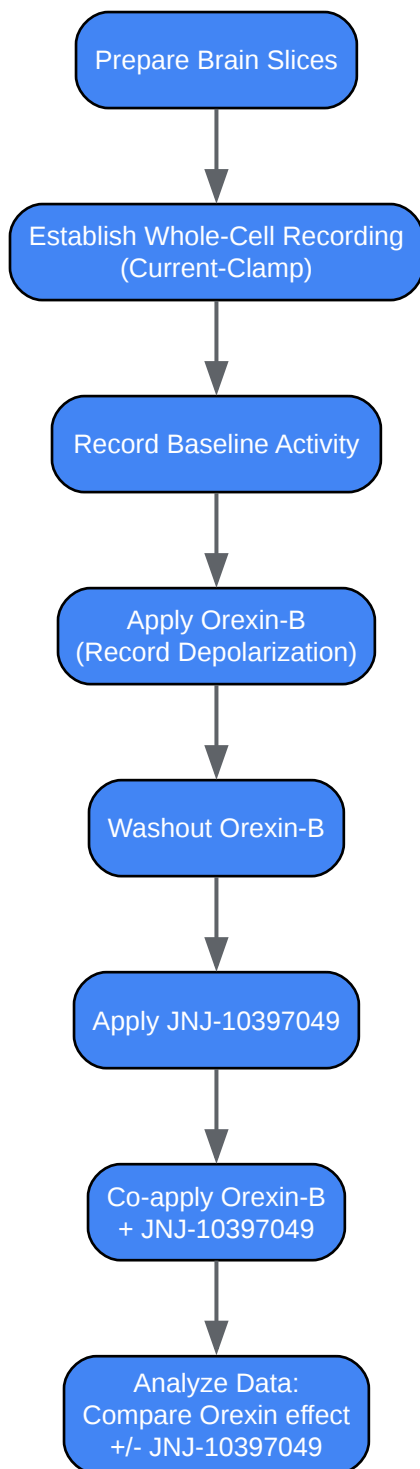 Prepare Brain Slices
Establish Whole-Cell Recording
(Current-Clamp)
Record Baseline Activity
Apply Orexin-B
(Record Depolarization)
Washout Orexin-B
Apply JNJ-10397049
Co-apply Orexin-B
+ JNJ-10397049
Analyze Data:
Compare Orexin effect
+/- JNJ-10397049